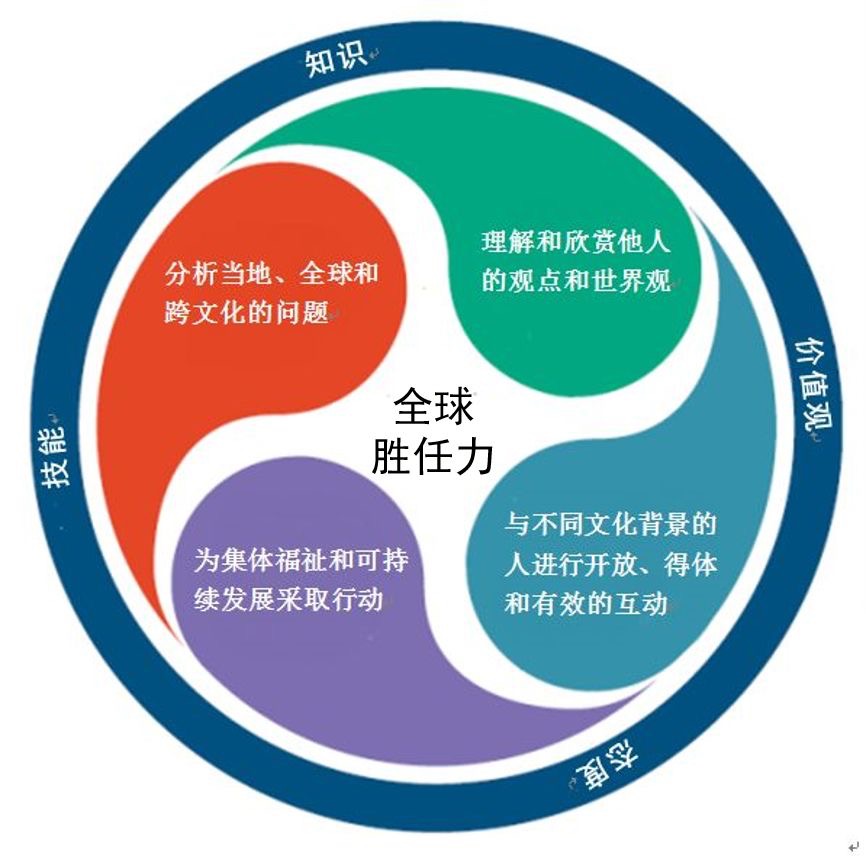 知识
分析当地、全球和
跨文化的问题
理解和欣赏他人
的观点和世界观
价值观
全球
胜任力
技能
为集体福祉和可持
续发展采取行动
与不同文化背景的
人进行开放、得体
和有效的互动
态度